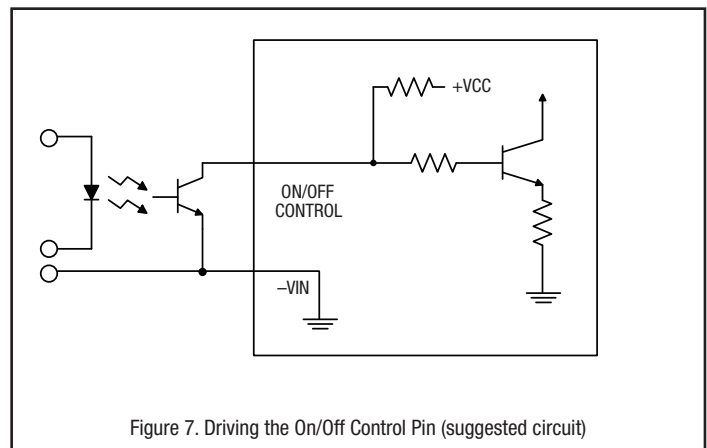 +VCC
ON/OFF
CONTROL
–VIN
Figure 7. Driving the On/Off Control Pin (suggested circuit)